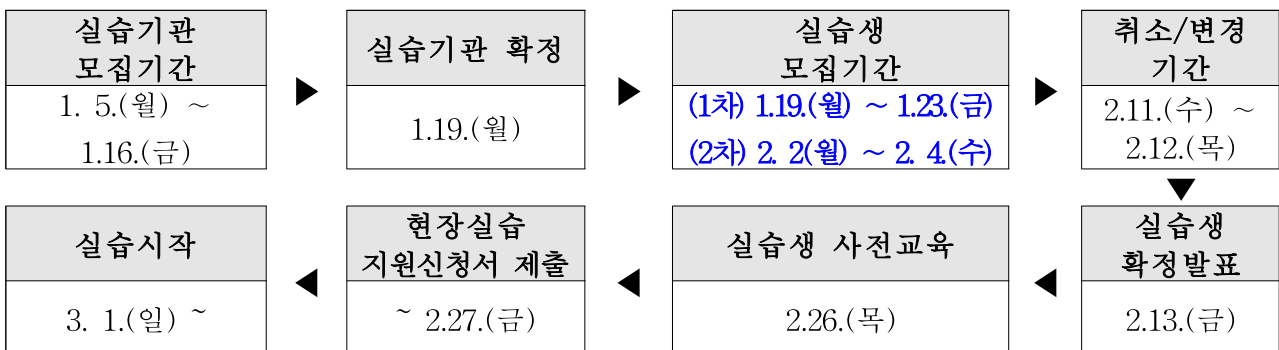 실습기관
모집기간
1. 5.(월) ~
1.16.(금)
▶
실습기관 확정
1.19.(월)
▶
실습생
모집기간
(1차) 1.19.(월) ~ 1.23.(금)
(2차) 2. 2(월) ~ 2. 4.(수)
▶
취소/변경
기간
2.11.(수) ~
2.12.(목)
▼
실습생
확정발표
2.13.(금)
◀
실습생 사전교육
2.26.(목)
◀
현장실습
지원신청서 제출
~ 2.27.(금)
◀
실습시작
3. 1.(일) ~